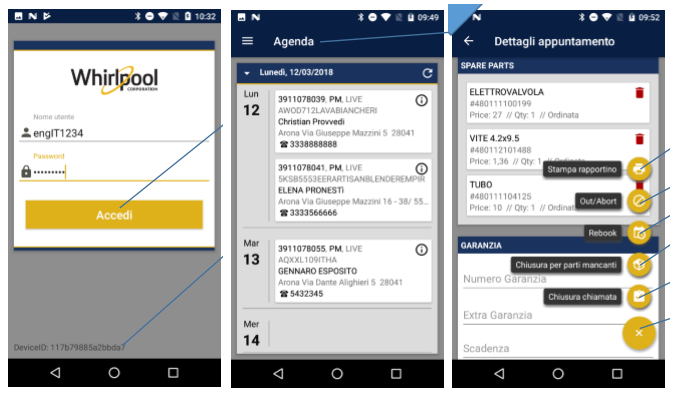 10:32
Whirlpool
CORPORATION
Nome utente
engIT1234
Password
•••••••••
Accedi
DeviceID: 117b79885a2bbda7
09:49
Agenda
Lunedì, 12/03/2018
Lun
12
3911078039, PM, LIVE
AWOD712LAVABIANCHERI
Christian Provvedi
Arona Via Giuseppe Mazzini 5 28041
3338888888
3911078041, PM, LIVE
5KSB5553EERARTISANBLENDEREMPIR
ELENA PRONESTì
Arona Via Giuseppe Mazzini 16 - 38/ 55...
3333566666
Mar
13
3911078055, PM, LIVE
AQXXL109ITHA
GENNARO ESPOSITO
Arona Via Dante Alighieri 5 28041
5432345
Mer
14
09:52
Dettagli appuntamento
SPARE PARTS
ELETTROVALVOLA
#480111100199
Price: 27 // Qty: 1 // Ordinata
VITE 4.2x9.5
#480112101488
Price: 1,36 // Qty: 1 // Ordinata
Stampa rapportino
TUBO
#481111104125
Price: 10 // Qty: 1 // Ordinat
Out/Abort
Rebook
GARANZIA
Chiusura per parti mancanti
Numero Garanzia
Chiusura chiamata
Extra Garanzia
Scadenza